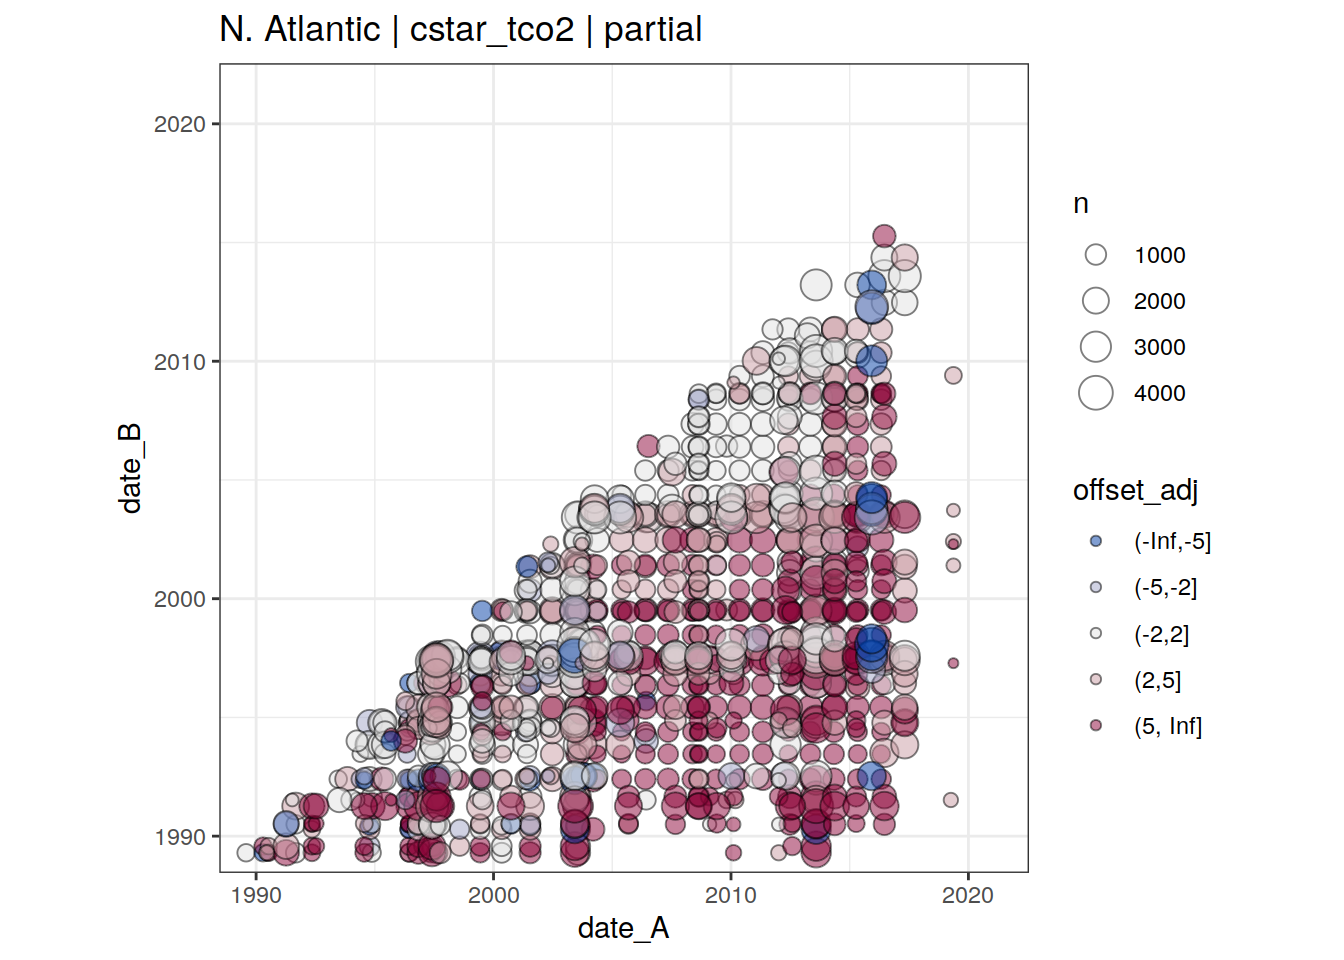 N. Atlantic | cstar_tco2 | partial
2020
2010
2000
1990
date_B
1990
2000
2010
2020
date_A
n
1000
2000
3000
4000
offset_adj
(-Inf,-5]
(-5,-2]
(-2,2]
(2,5]
(5, Inf]